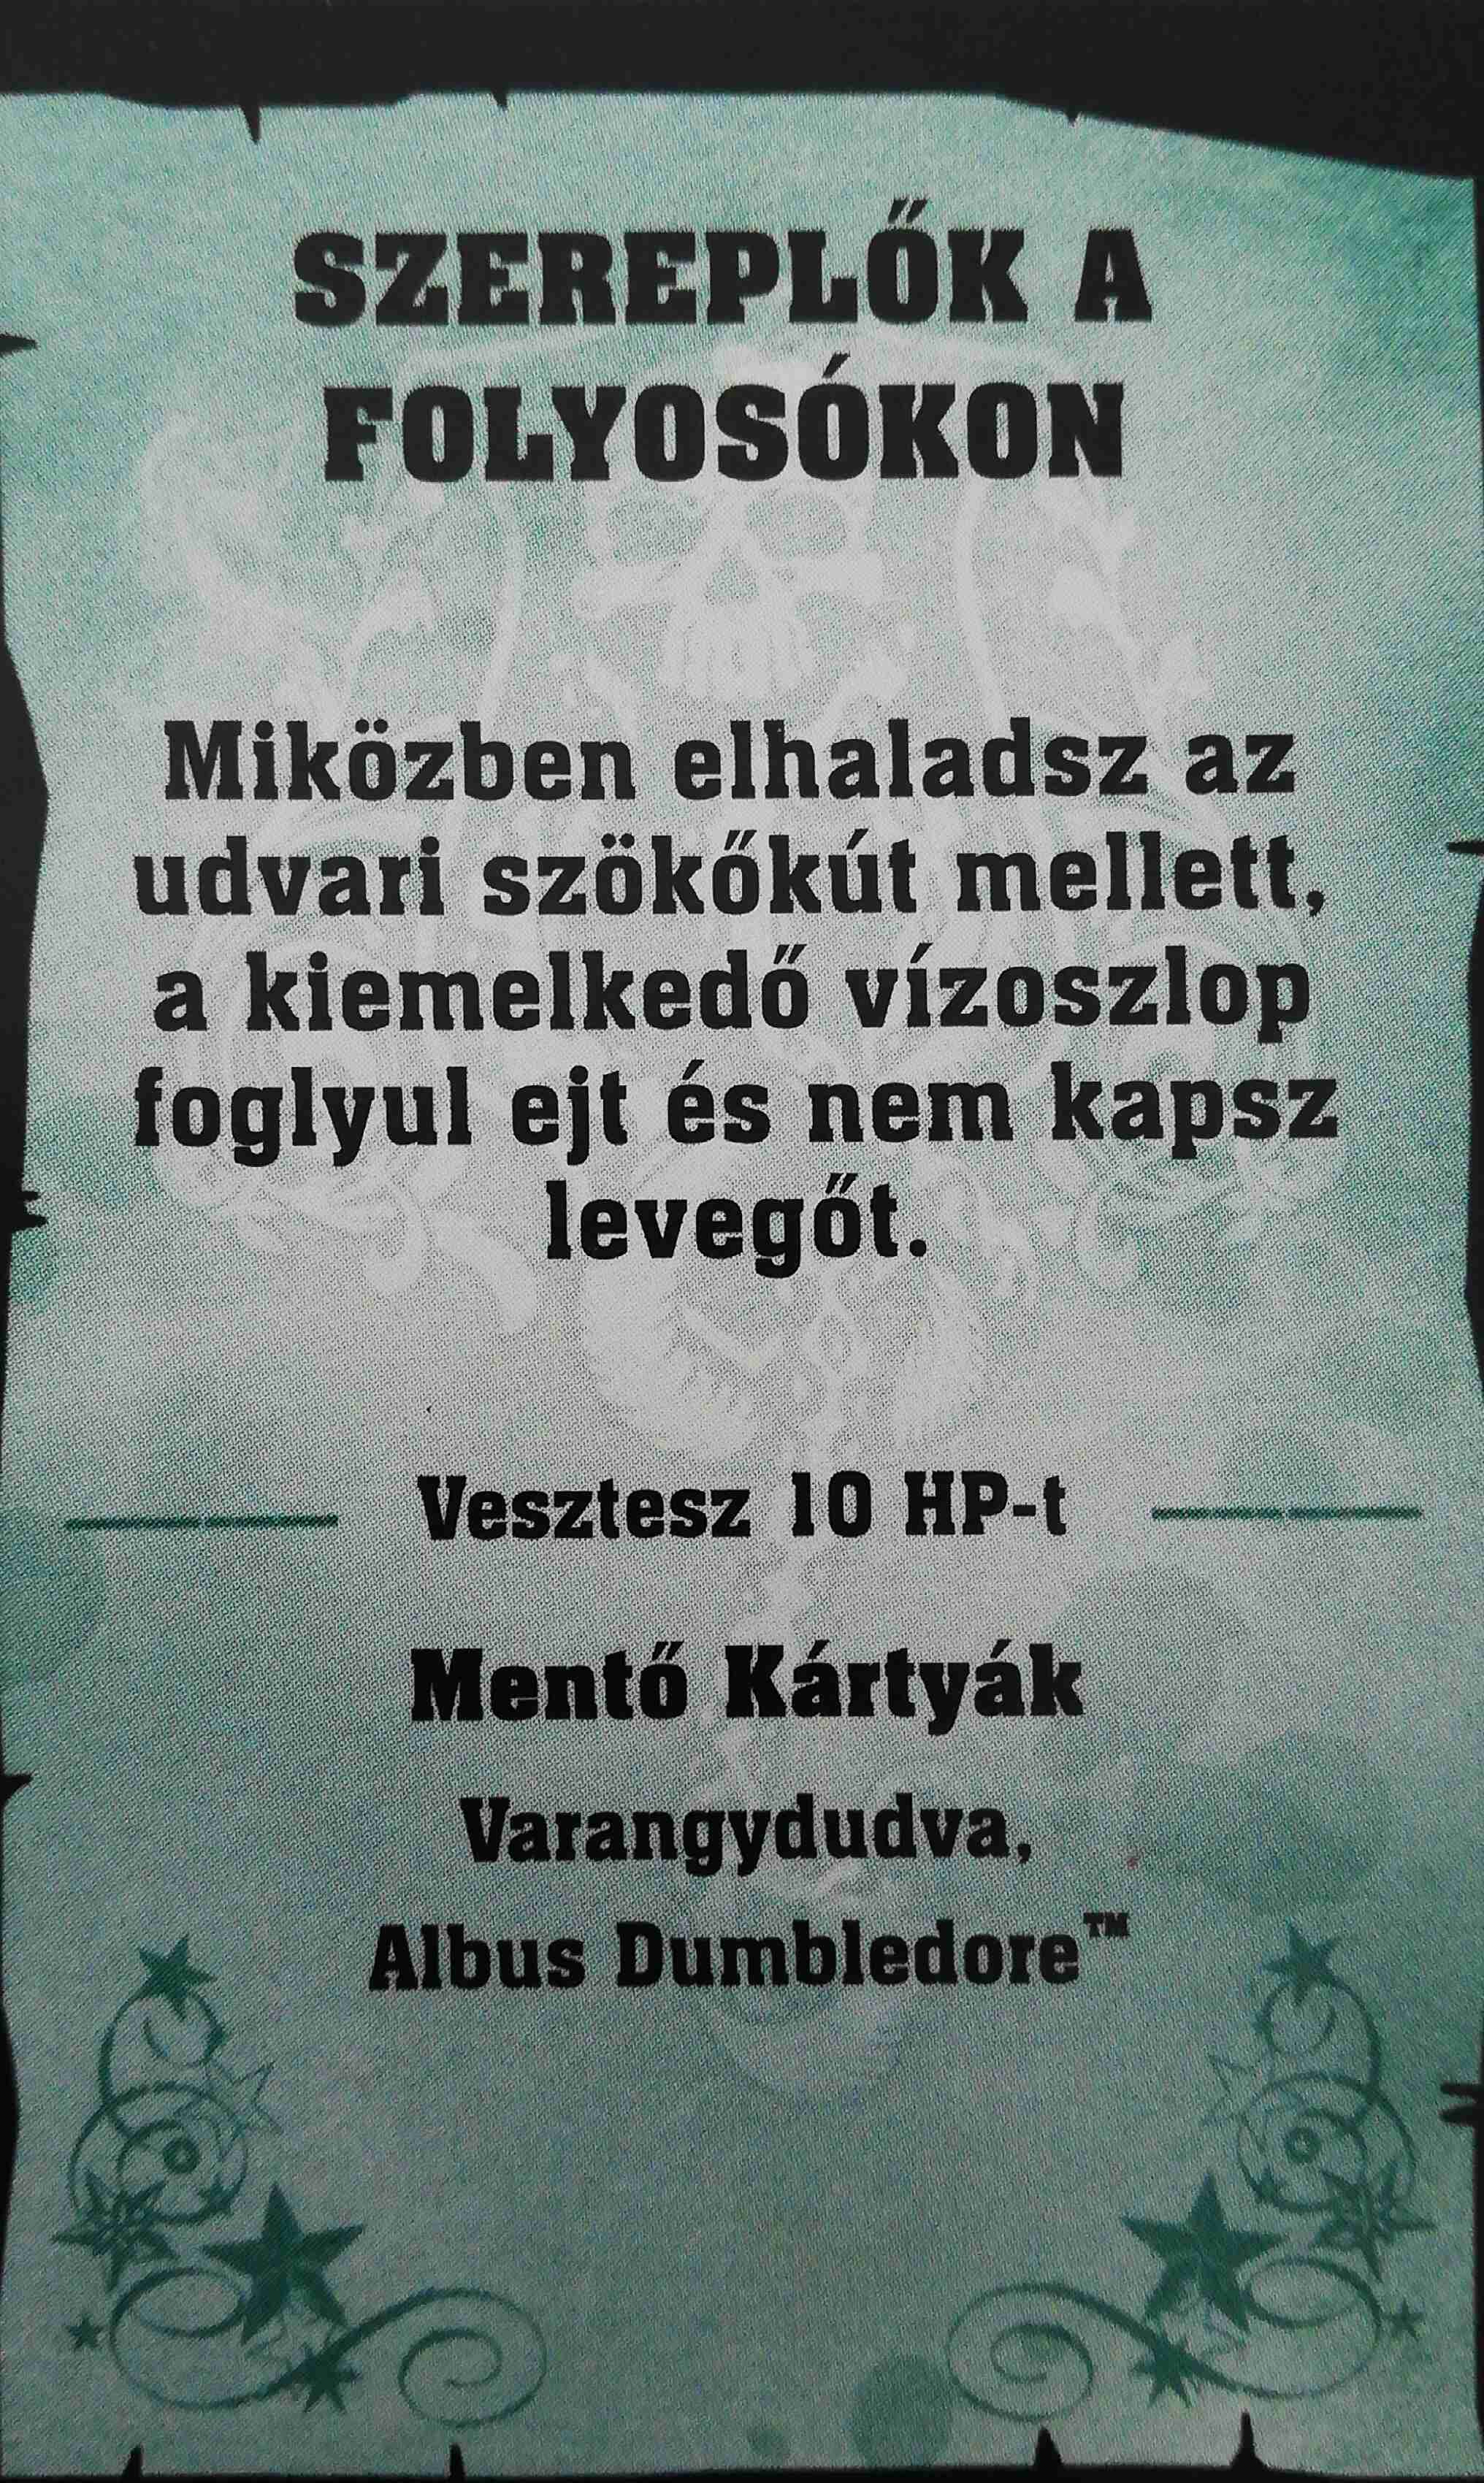 SZEREPLŐK A
FOLYOSÓKON
Miközben elhaladsz az
udvari szökőkút mellett,
a kiemelkedő vízoszlop
foglyul ejt és nem kapsz
levegőt.
Vesztesz 10 HP-t
Mentő Kártyák
Varangydudva,
Albus Dumbledore™